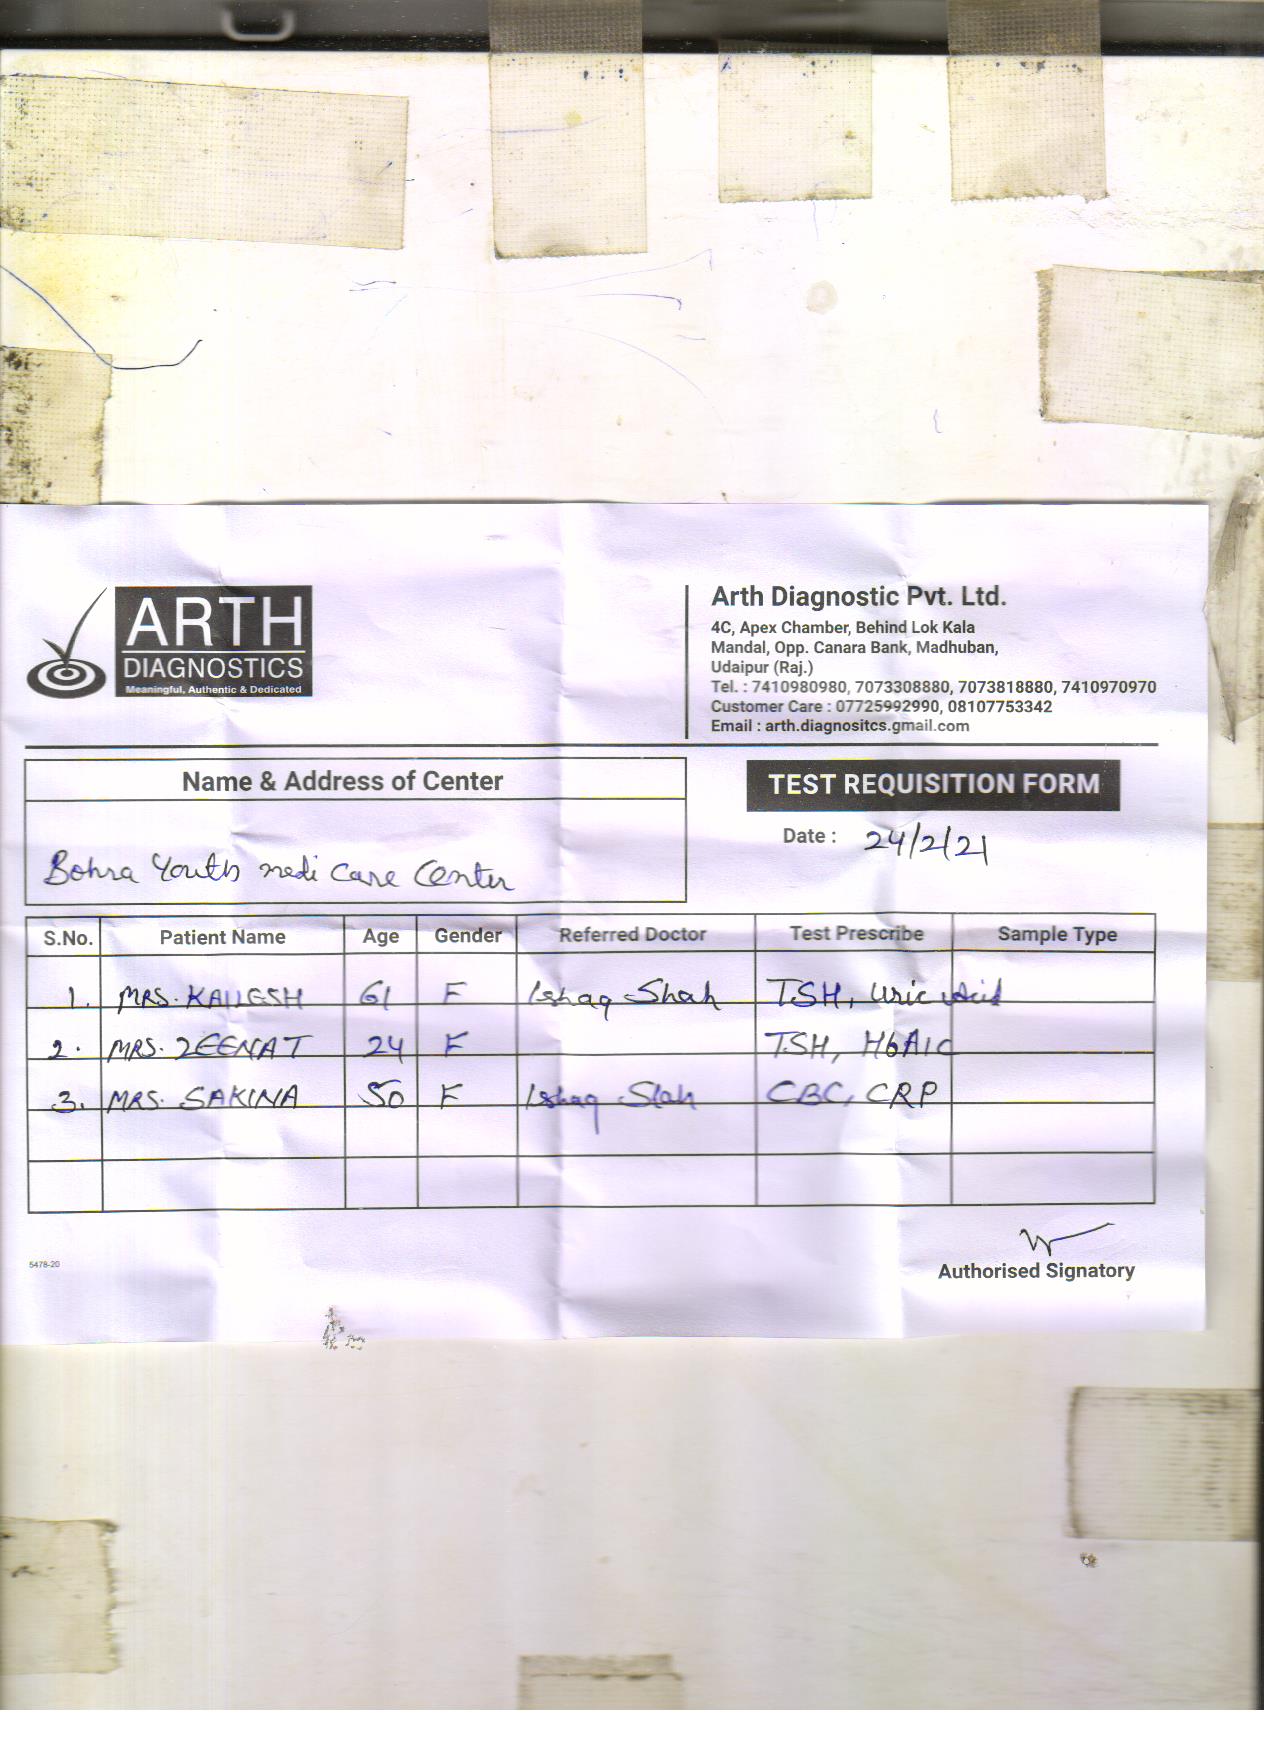 ARTH
DIAGNOSTICS
Meaningful, Authentic & Dedicated
Arth Diagnostic Pvt. Ltd.
4C, Apex Chamber, Behind Lok Kala
Mandal, Opp. Canara Bank, Madhuban,
Udaipur (Raj.)
Tel. : 7410980980, 7073308880, 7073818880, 7410970970
Customer Care : 07725992990, 08107753342
Email : arth.diagnositcs.gmail.com
Name & Address of Center
Bohra Youth medi Care Center
TEST REQUISITION FORM
Date : 24/2/21
S.No. Patient Name Age Gender Referred Doctor Test Prescribe Sample Type
1. MRS. KAILESH 61 F Ishaq Shah TSH, Uric Acid
2. MRS. ZEENAT 24 F TSH, HbA1c
3. MRS. SAKINA 50 F Ishaq Shah CBC, CRP
Authorised Signatory
5478-20